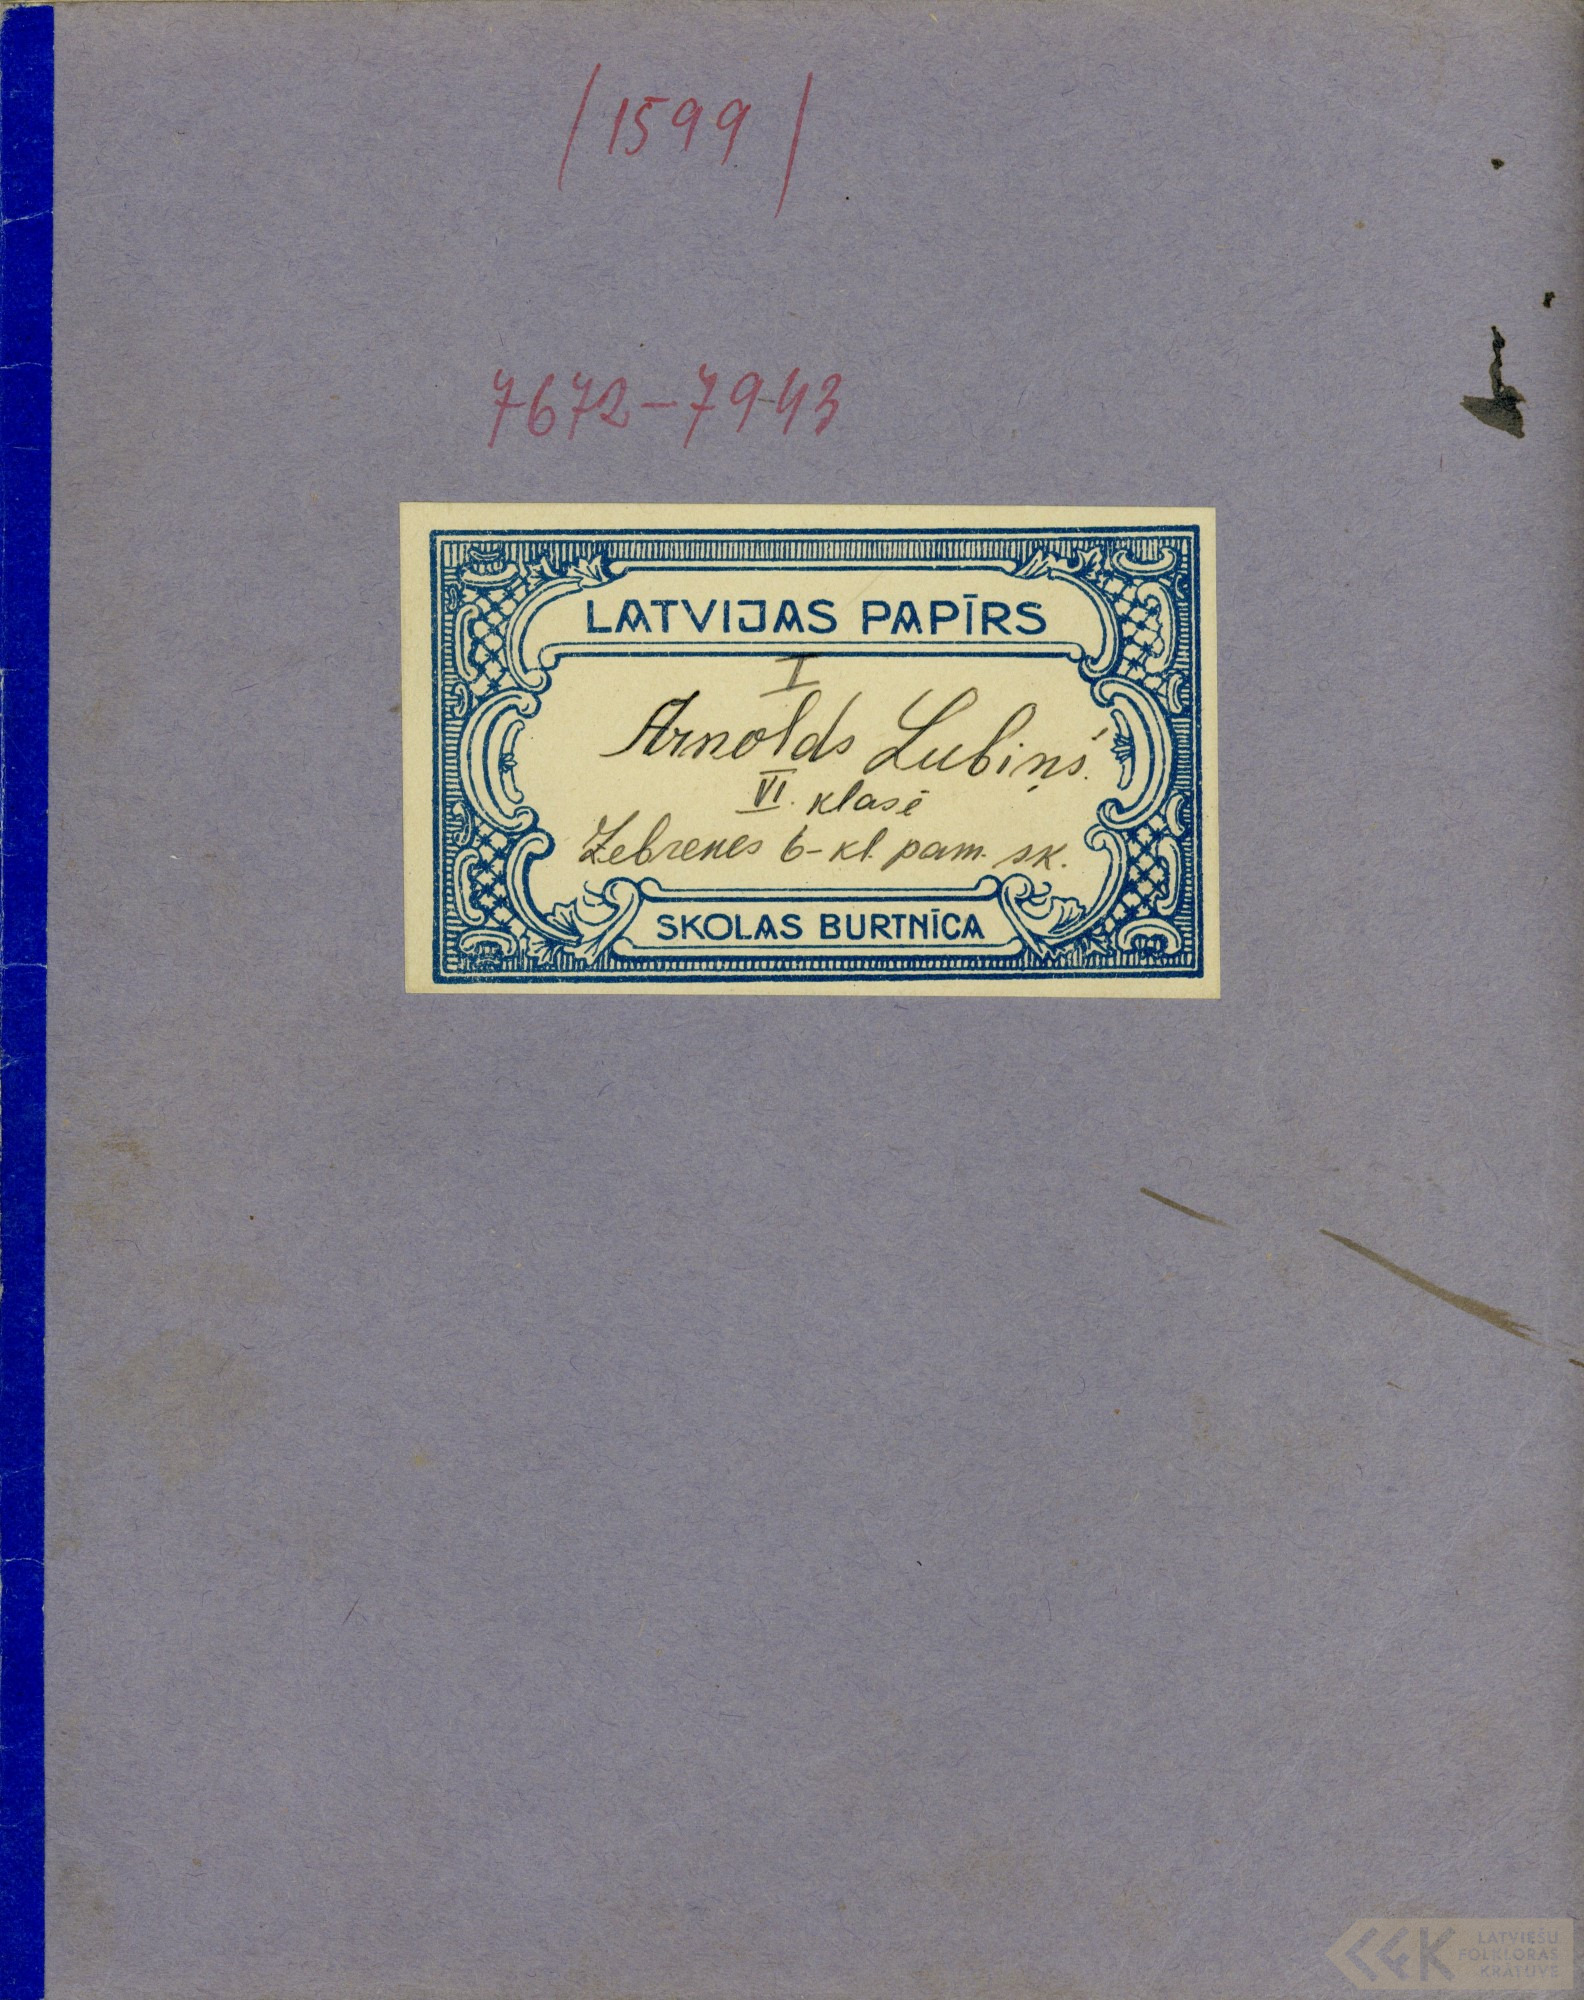 /1599/
7672-7943
LATVIJAS PAPĪRS
I
Arnolds Lubiņš.
VI. klasē
Zebrenes 6-kl. pam. sk.
SKOLAS BURTNĪCA
LATVIEŠU
FOLKLORAS
KRĀTUVE